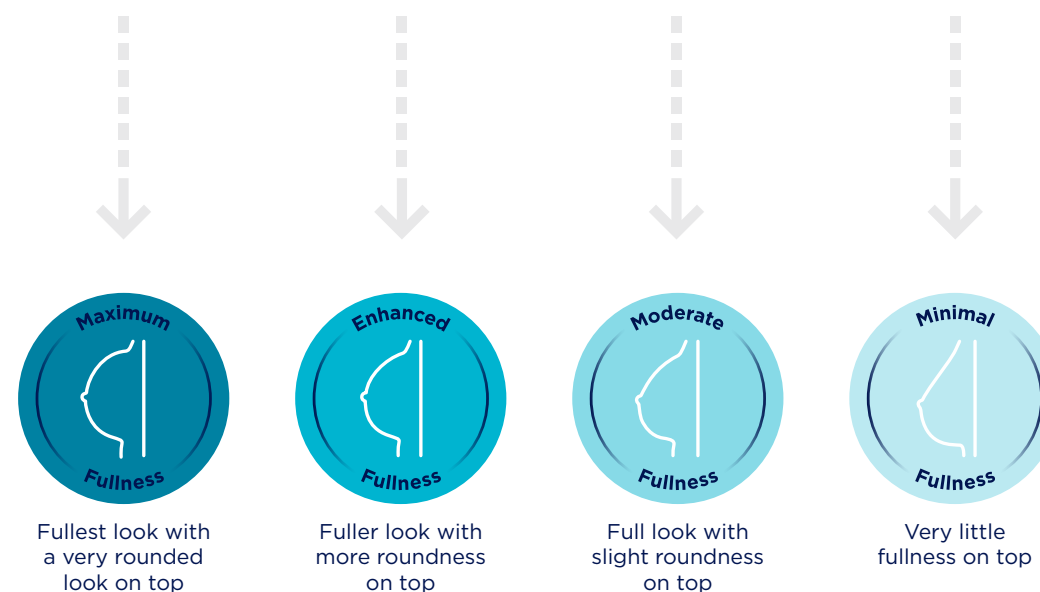 Maximum
Fullness
Fullest look with
a very rounded
look on top
Enhanced
Fullness
Fuller look with
more roundness
on top
Moderate
Fullness
Full look with
slight roundness
on top
Minimal
Fullness
Very little
fullness on top